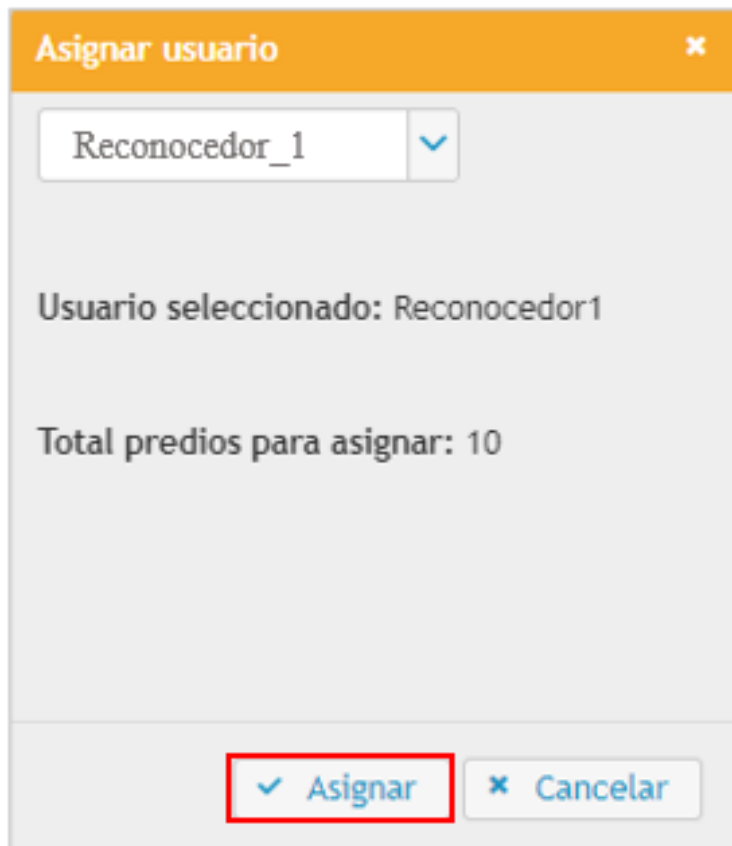 Asignar usuario
Reconocedor_1
Usuario seleccionado: Reconocedor1
Total predios para asignar: 10
Asignar Cancelar